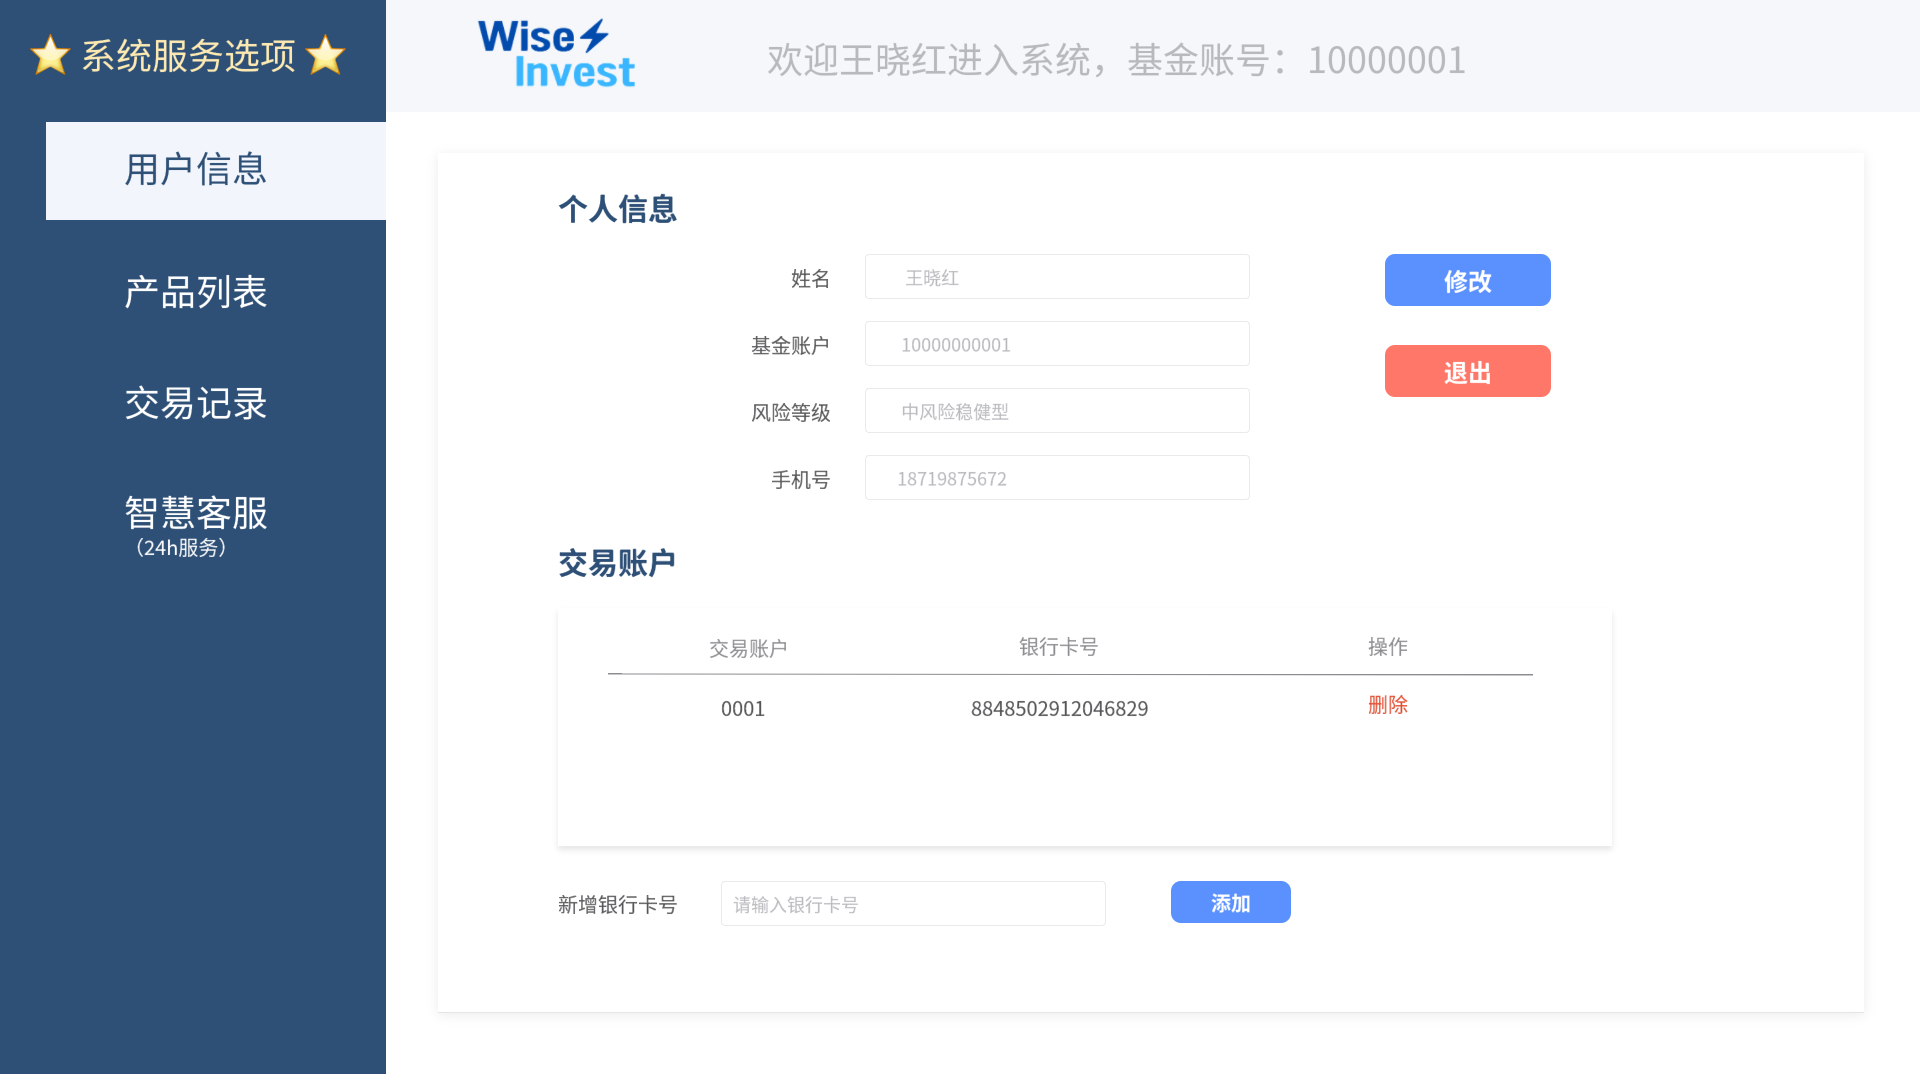 系统服务选项
用户信息
产品列表
交易记录
智慧客服
（24h服务）
Wise
Invest
欢迎王晓红进入系统，基金账号：10000001
个人信息
姓名 王晓红
修改
基金账户 10000000001
退出
风险等级 中风险稳健型
手机号 18719875672
交易账户
交易账户 银行卡号 操作
0001 8848502912046829 删除
新增银行卡号 请输入银行卡号 添加